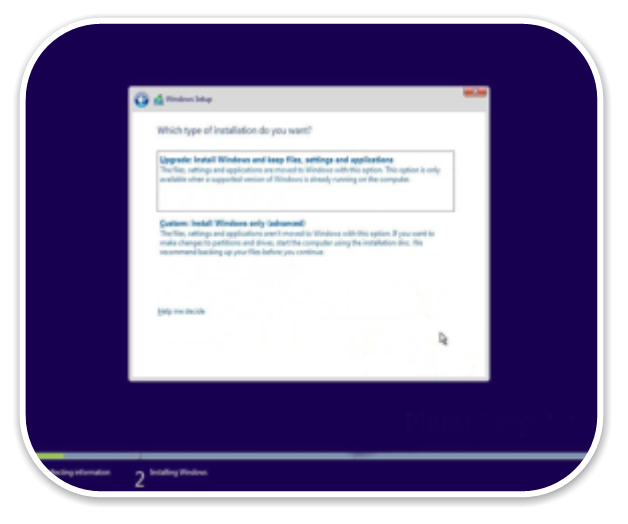 Windows Setup
Which type of installation do you want?
Upgrade: Install Windows and keep files, settings and applications
The files, settings and applications are moved to Windows with this option. This option is only
available when a supported version of Windows is already running on the computer.
Custom: Install Windows only (advanced)
The files, settings and applications aren't moved to Windows with this option. If you want to
make changes to partitions and drives, start the computer using the installation disc. We
recommend backing up your files before you continue.
Help me decide
llecting information
2 Installing Windows